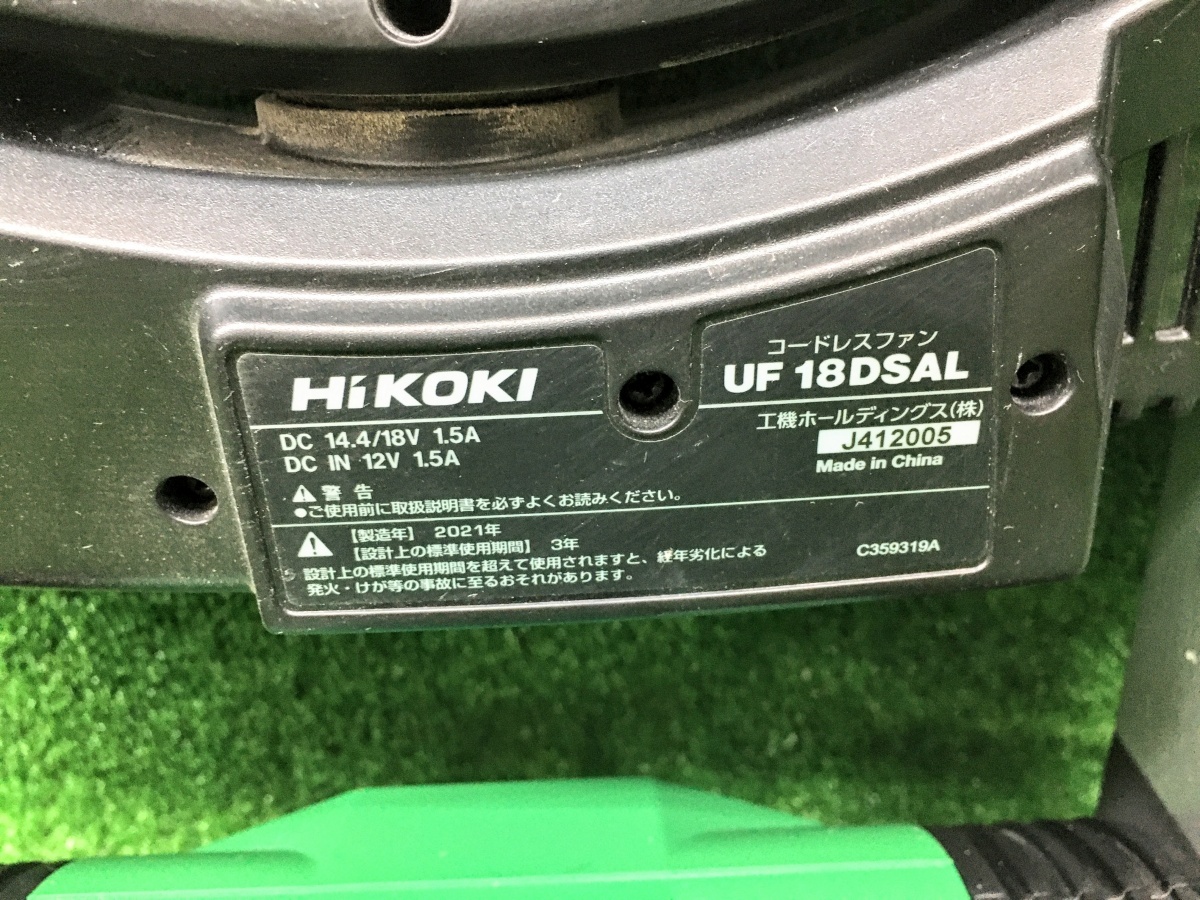 HiKOKI
コードレスファン
UF 18DSAL
DC 14.4/18V 1.5A
DC IN 12V 1.5A
工機ホールディングス(株)
J412005
Made in China
警告
●ご使用前に取扱説明書を必ずよくお読みください。
【製造年】 2021年
【設計上の標準使用期間】 3年
設計上の標準使用期間を超えて使用されますと、経年劣化による
発火・けが等の事故に至るおそれがあります。
C359319A